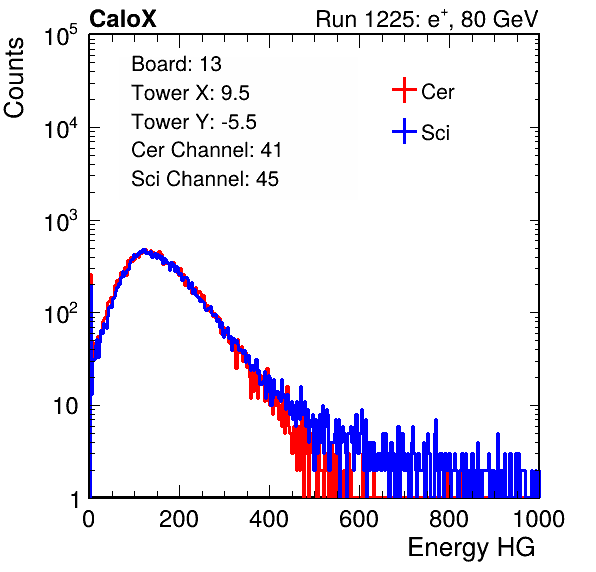 CaloX Run 1225: e⁺, 80 GeV
Counts
Board: 13
Tower X: 9.5
Tower Y: -5.5
Cer Channel: 41
Sci Channel: 45
Cer
Sci
10⁵
10⁴
10³
10²
10
1
0 200 400 600 800 1000
Energy HG